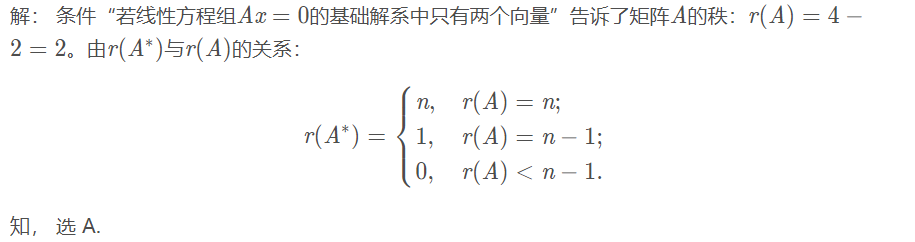 解： 条件“若线性方程组Ax = 0的基础解系中只有两个向量”告诉了矩阵A的秩：r(A) = 4 −
2 = 2。由r(A*)与r(A)的关系：
r(A*) = { n, r(A) = n;
1, r(A) = n − 1;
0, r(A) < n − 1.
知， 选 A.